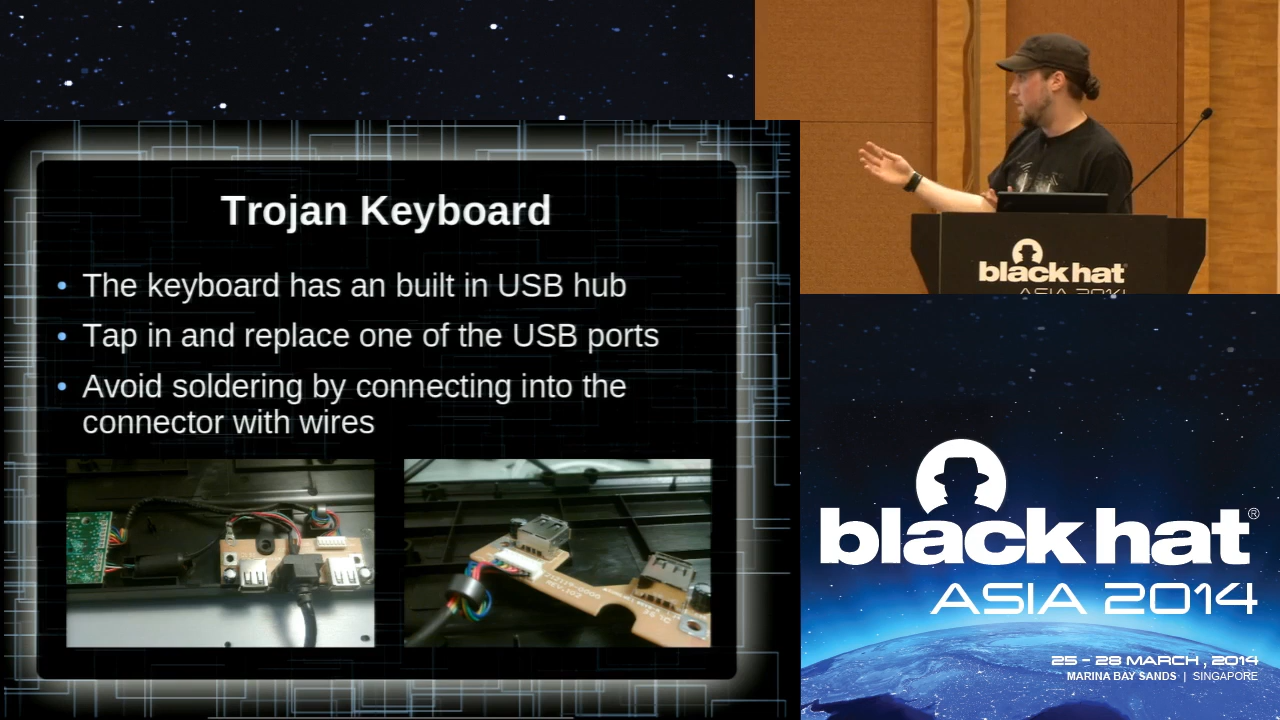 Trojan Keyboard
• The keyboard has an built in USB hub
• Tap in and replace one of the USB ports
• Avoid soldering by connecting into the
connector with wires
black hat
ASIA 2014
black hat®
ASIA 2014
25 - 28 MARCH , 2014
MARINA BAY SANDS | SINGAPORE